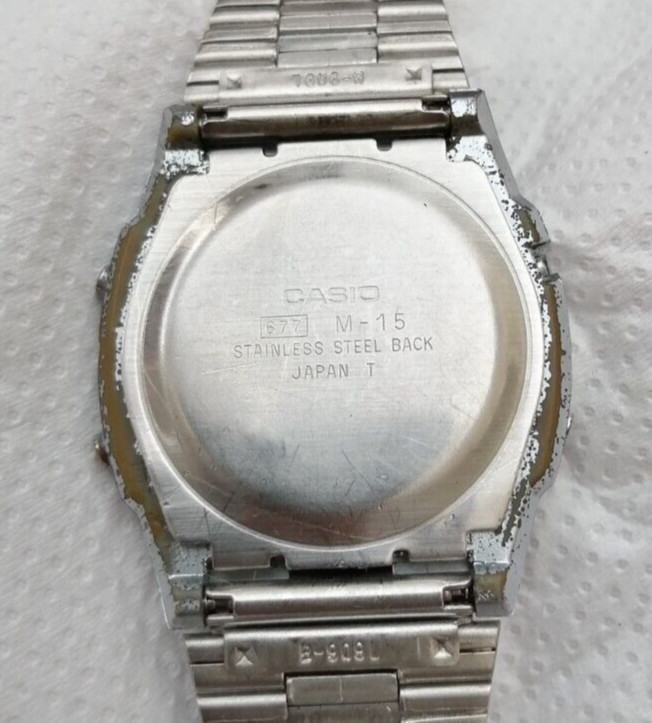 CASIO
677 M-15
STAINLESS STEEL BACK
JAPAN T